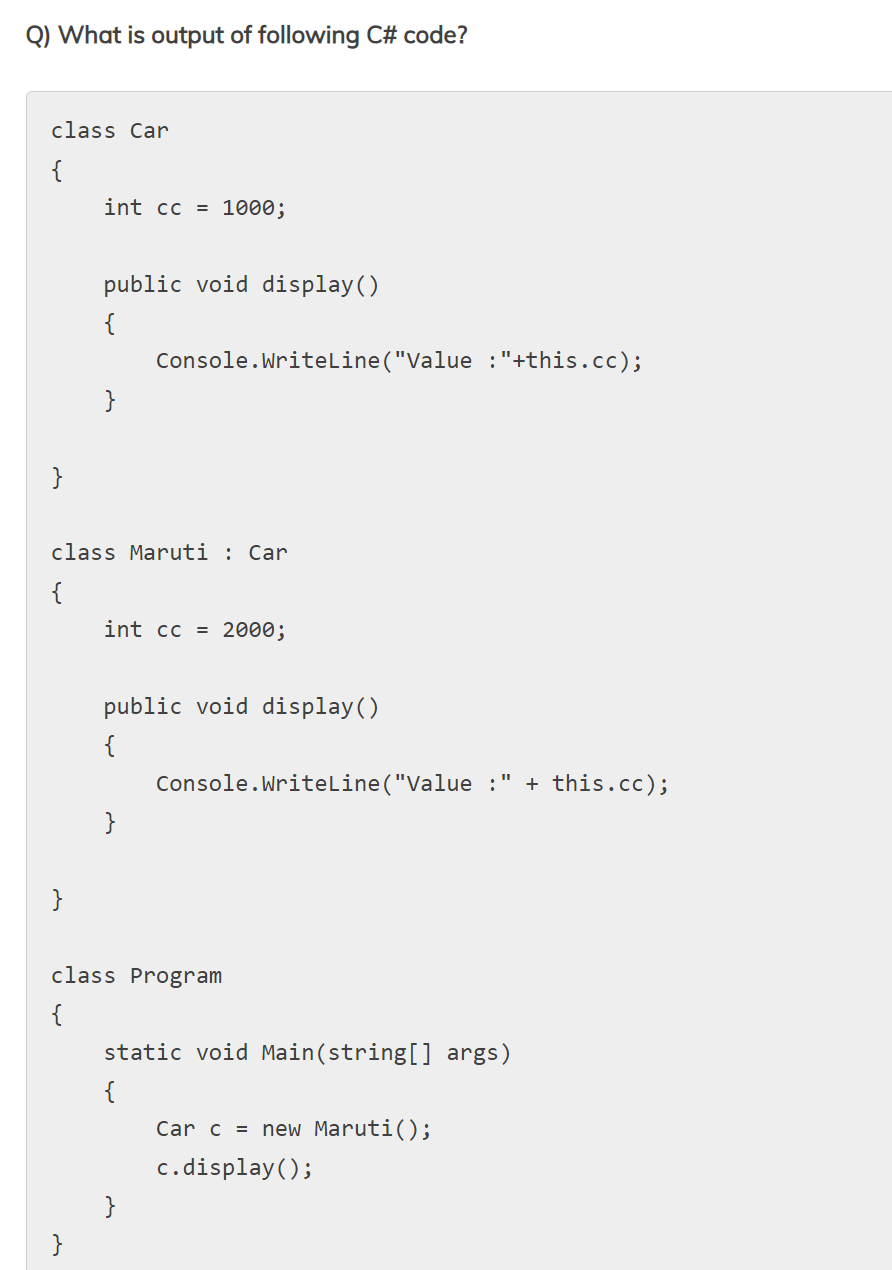 Q) What is output of following C# code?
class Car
{
    int cc = 1000;
    public void display()
    {
        Console.WriteLine("Value :"+this.cc);
    }
}
class Maruti : Car
{
    int cc = 2000;
    public void display()
    {
        Console.WriteLine("Value :" + this.cc);
    }
}
class Program
{
    static void Main(string[] args)
    {
        Car c = new Maruti();
        c.display();
    }
}